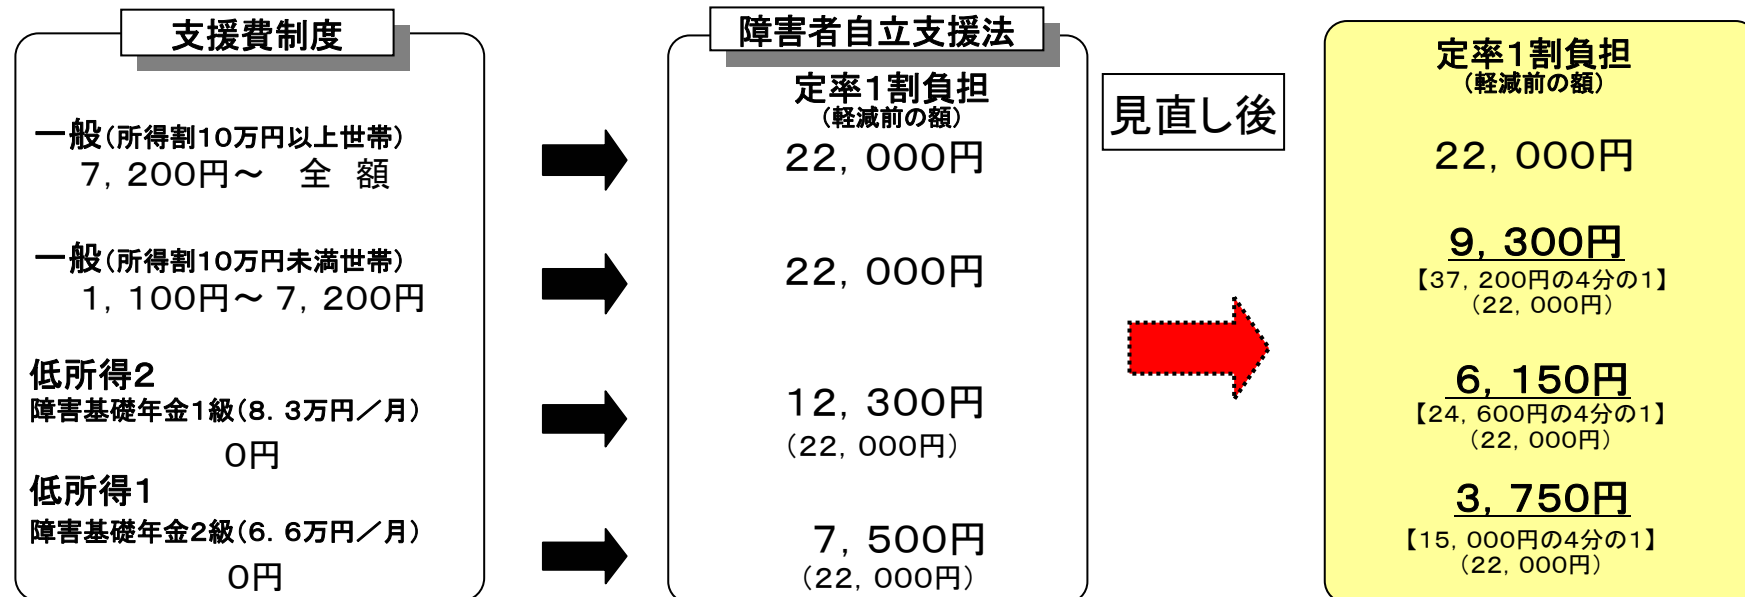 支援費制度
一般(所得割10万円以上世帯)
7,200円~ 全 額
一般(所得割10万円未満世帯)
1,100円~7,200円
低所得2
障害基礎年金1級(8.3万円/月)
0円
低所得1
障害基礎年金2級(6.6万円/月)
0円
障害者自立支援法
定率1割負担
(軽減前の額)
22,000円
22,000円
12,300円
(22,000円)
7,500円
(22,000円)
見直し後
定率1割負担
(軽減前の額)
22,000円
9,300円
【37,200円の4分の1】
(22,000円)
6,150円
【24,600円の4分の1】
(22,000円)
3,750円
【15,000円の4分の1】
(22,000円)